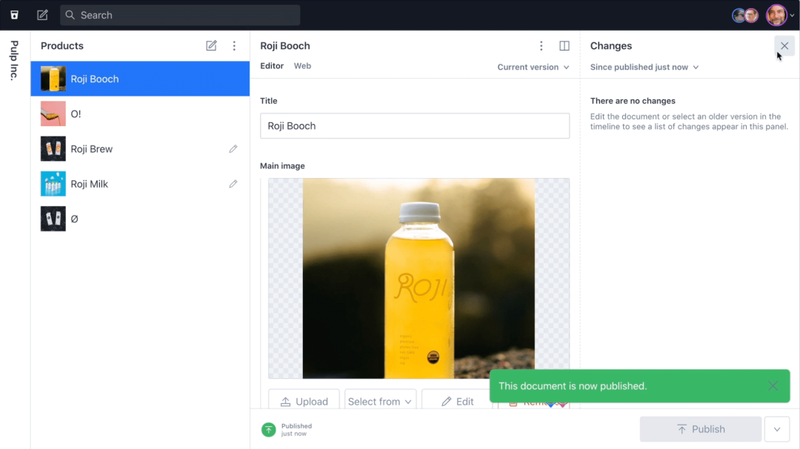 Search
Pulp Inc.
Products
Roji Booch
O!
Roji Brew
Roji Milk
Ø
Roji Booch
Editor
Web
Current version
Title
Roji Booch
Main image
ROJI
Upload
Select from
Edit
This document is now published.
Published
just now
Publish
Changes
Since published just now
There are no changes
Edit the document or select an older version in the
timeline to see a list of changes appear in this panel.